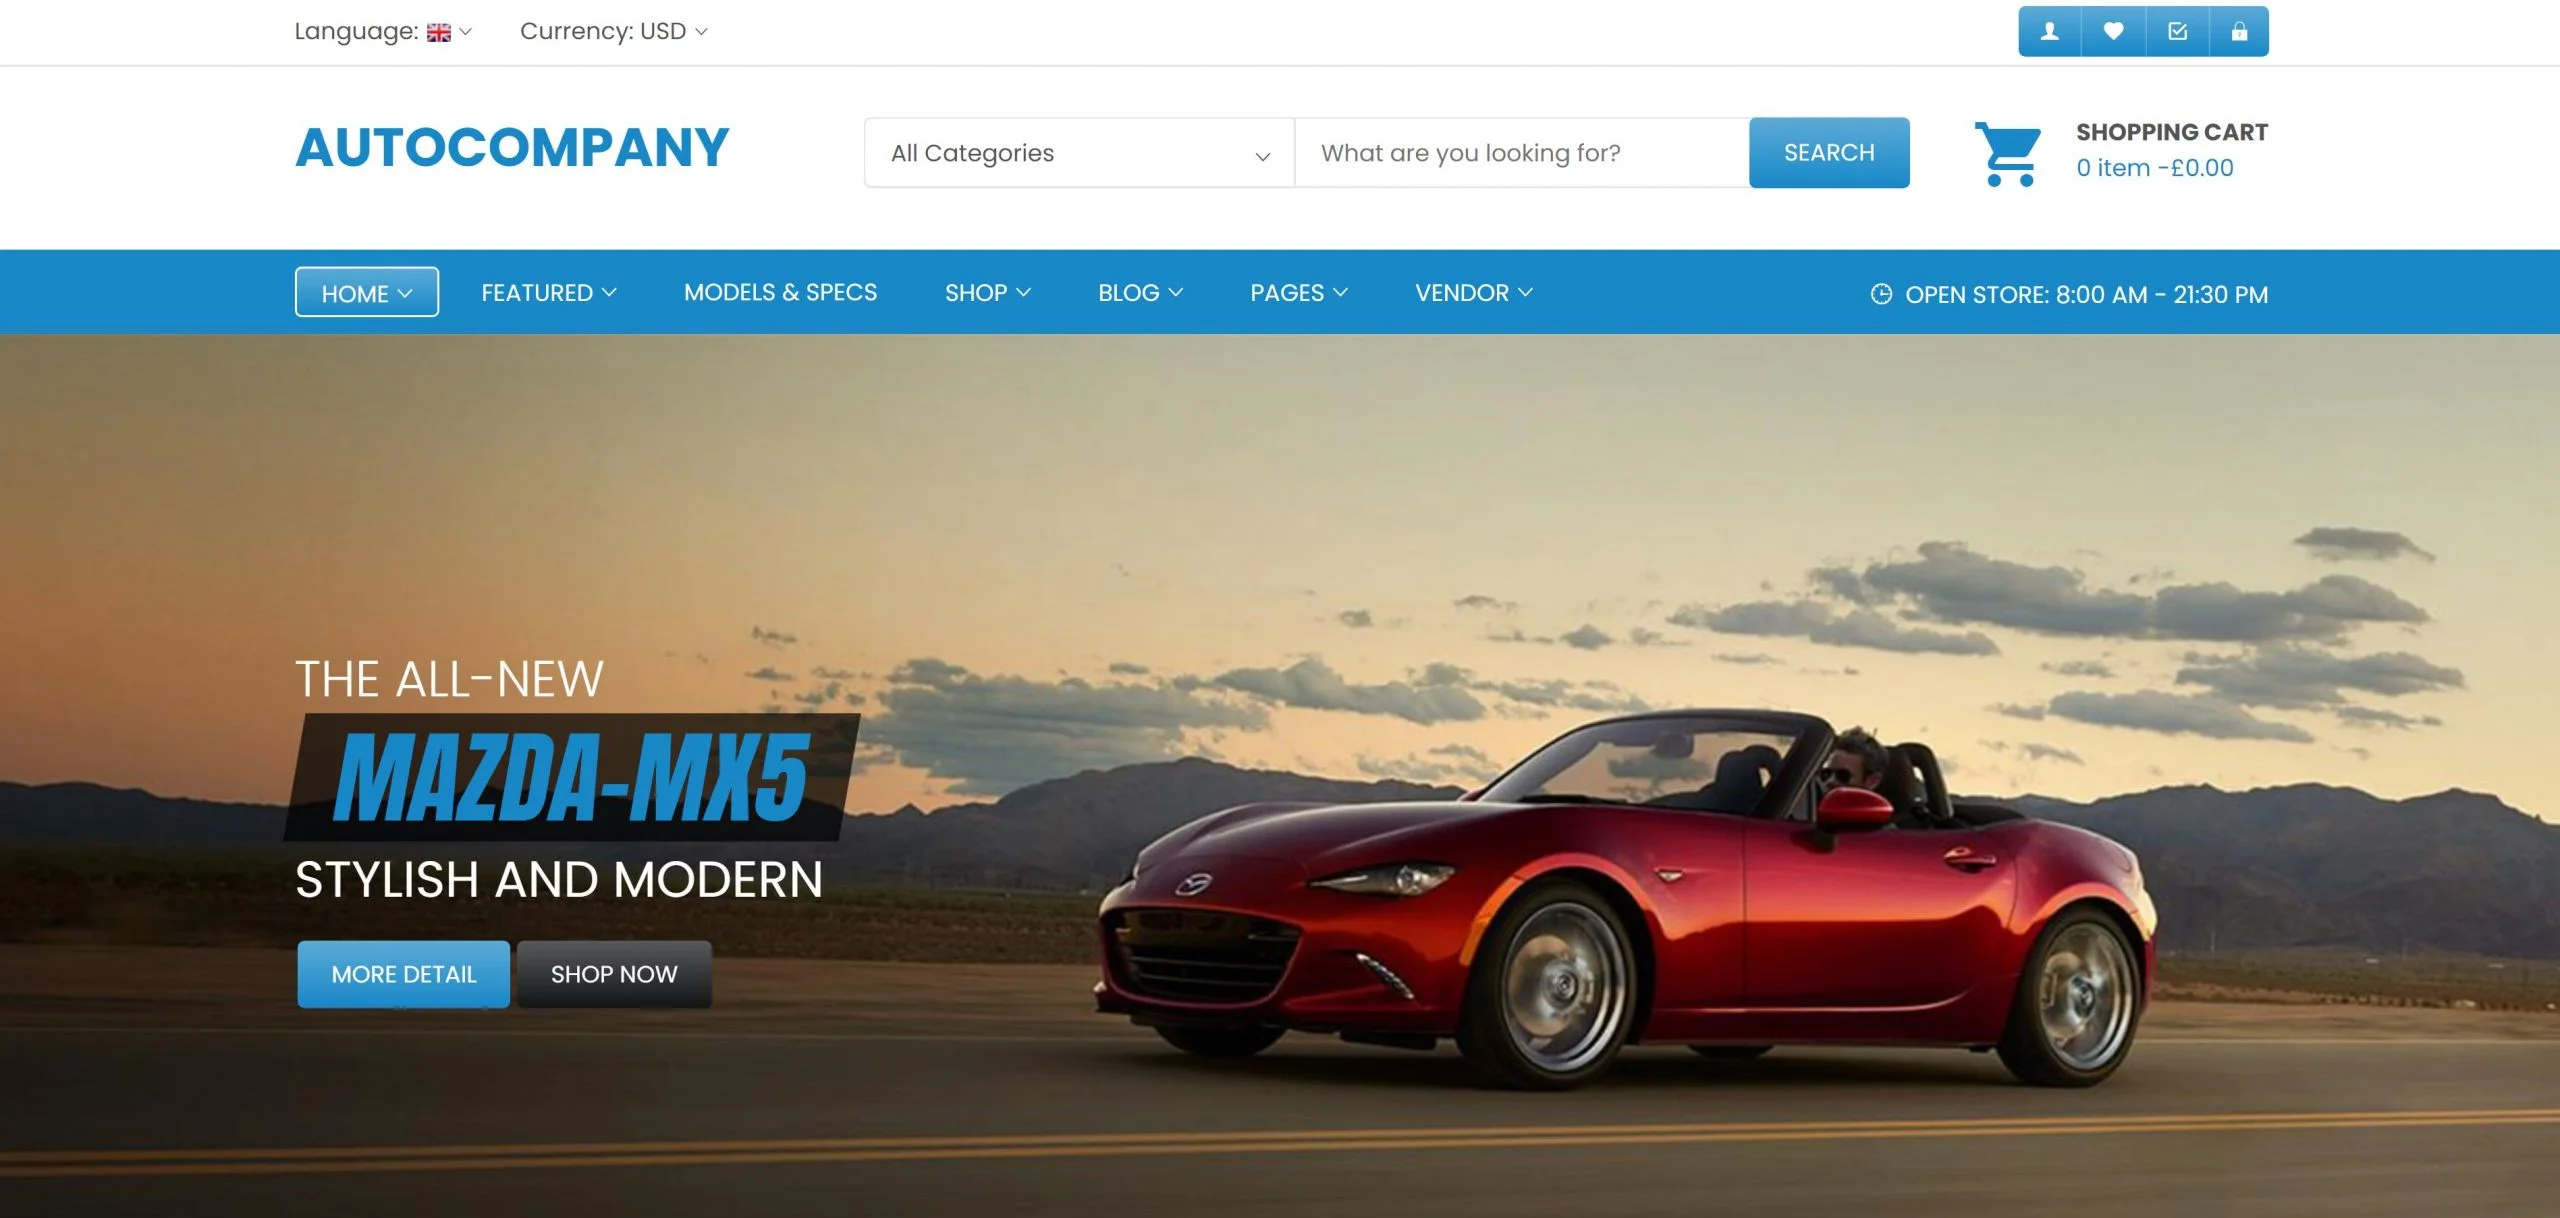 Language:
Currency: USD
AUTOCOMPANY
All Categories
What are you looking for?
SEARCH
SHOPPING CART
0 item -£0.00
HOME
FEATURED
MODELS & SPECS
SHOP
BLOG
PAGES
VENDOR
OPEN STORE: 8:00 AM - 21:30 PM
THE ALL-NEW
MAZDA-MX5
STYLISH AND MODERN
MORE DETAIL
SHOP NOW